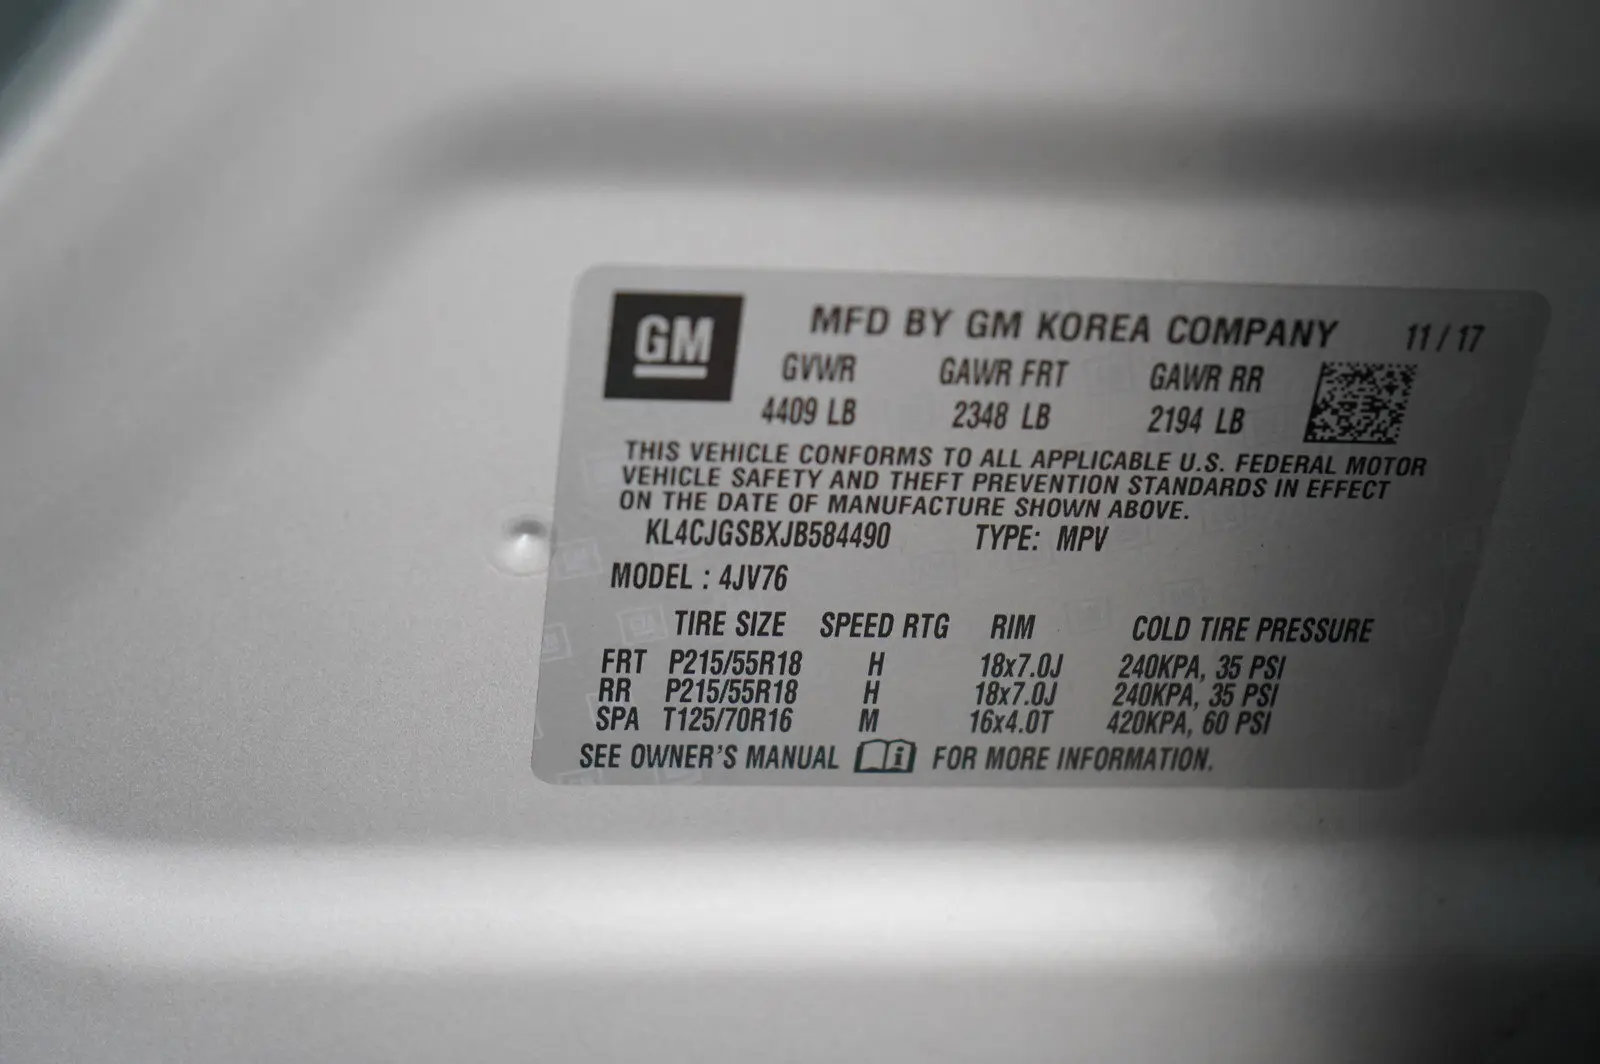 GM
MFD BY GM KOREA COMPANY 11 / 17
GVWR GAWR FRT GAWR RR
4409 LB 2348 LB 2194 LB
THIS VEHICLE CONFORMS TO ALL APPLICABLE U.S. FEDERAL MOTOR
VEHICLE SAFETY AND THEFT PREVENTION STANDARDS IN EFFECT
ON THE DATE OF MANUFACTURE SHOWN ABOVE.
KL4CJGSBXJB584490 TYPE: MPV
MODEL : 4JV76
TIRE SIZE SPEED RTG RIM COLD TIRE PRESSURE
FRT P215/55R18 H 18x7.0J 240KPA, 35 PSI
RR P215/55R18 H 18x7.0J 240KPA, 35 PSI
SPA T125/70R16 M 16x4.0T 420KPA, 60 PSI
SEE OWNER'S MANUAL i FOR MORE INFORMATION.